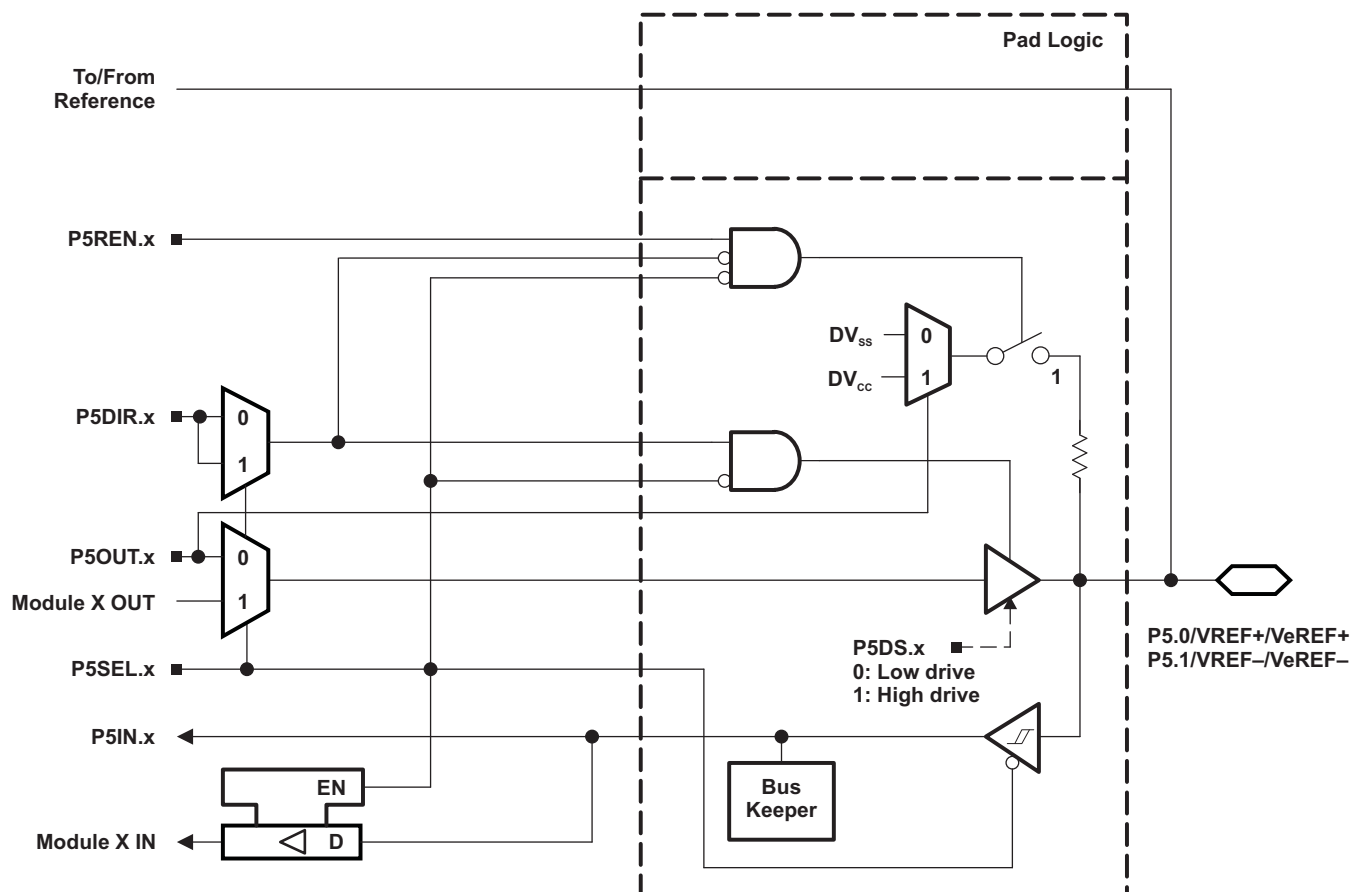 Pad Logic
To/From
Reference
P5REN.x
DVSS
0
DVCC
1
1
P5DIR.x
0
1
P5OUT.x
0
Module X OUT
1
P5SEL.x
P5DS.x
0: Low drive
1: High drive
P5.0/VREF+/VeREF+
P5.1/VREF–/VeREF–
P5IN.x
Bus
Keeper
EN
Module X IN
D